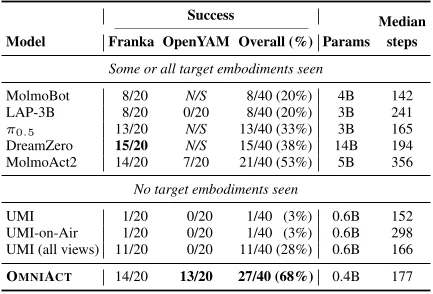 Success
Median
Model Franka OpenYAM Overall (%) Params steps
Some or all target embodiments seen
MolmoBot 8/20 N/S 8/40 (20%) 4B 142
LAP-3B 8/20 0/20 8/40 (20%) 3B 241
π0.5 13/20 N/S 13/40 (33%) 3B 165
DreamZero 15/20 N/S 15/40 (38%) 14B 194
MolmoAct2 14/20 7/20 21/40 (53%) 5B 356
No target embodiments seen
UMI 1/20 0/20 1/40 (3%) 0.6B 152
UMI-on-Air 1/20 0/20 1/40 (3%) 0.6B 298
UMI (all views) 11/20 0/20 11/40 (28%) 0.6B 166
OMNIACT 14/20 13/20 27/40 (68%) 0.4B 177